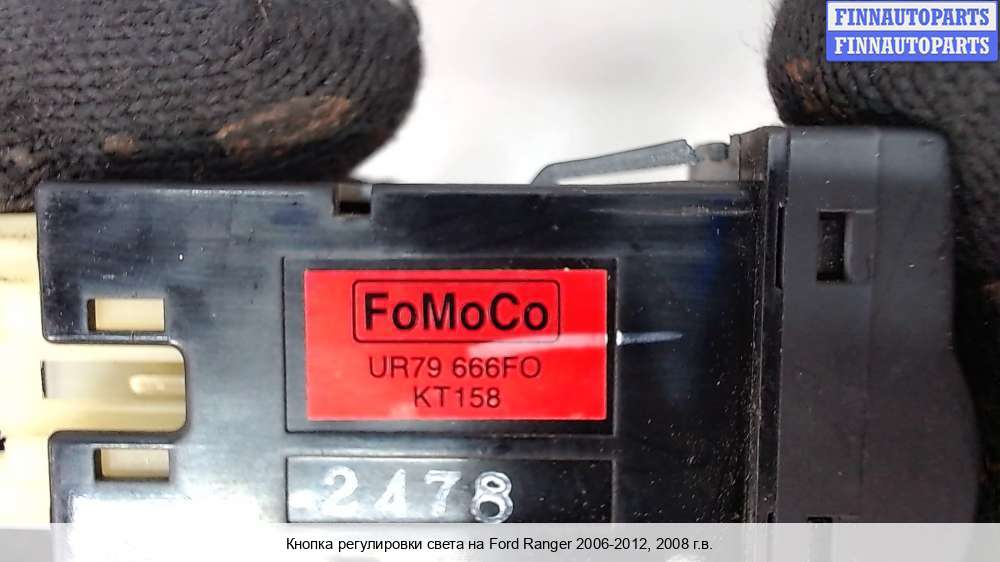 FINNAUTOPARTS
FINNAUTOPARTS
FoMoCo
UR79 666FO
KT158
2478
Кнопка регулировки света на Ford Ranger 2006-2012, 2008 г.в.